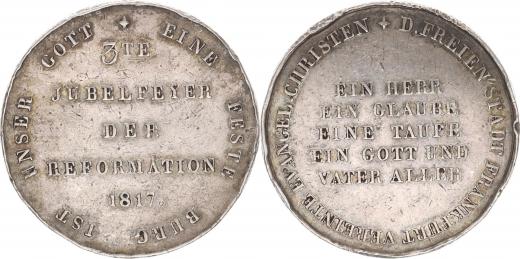 EINE FESTE BURG IST UNSER GOTT
3TE
JUBELFEYER
DER
REFORMATION
1817.
D. FREIEN STADT FRANKFURT VEREINTE EVANGEL. CHRISTEN
EIN HERR
EIN GLAUBE
EINE TAUFE
EIN GOTT UND
VATER ALLER